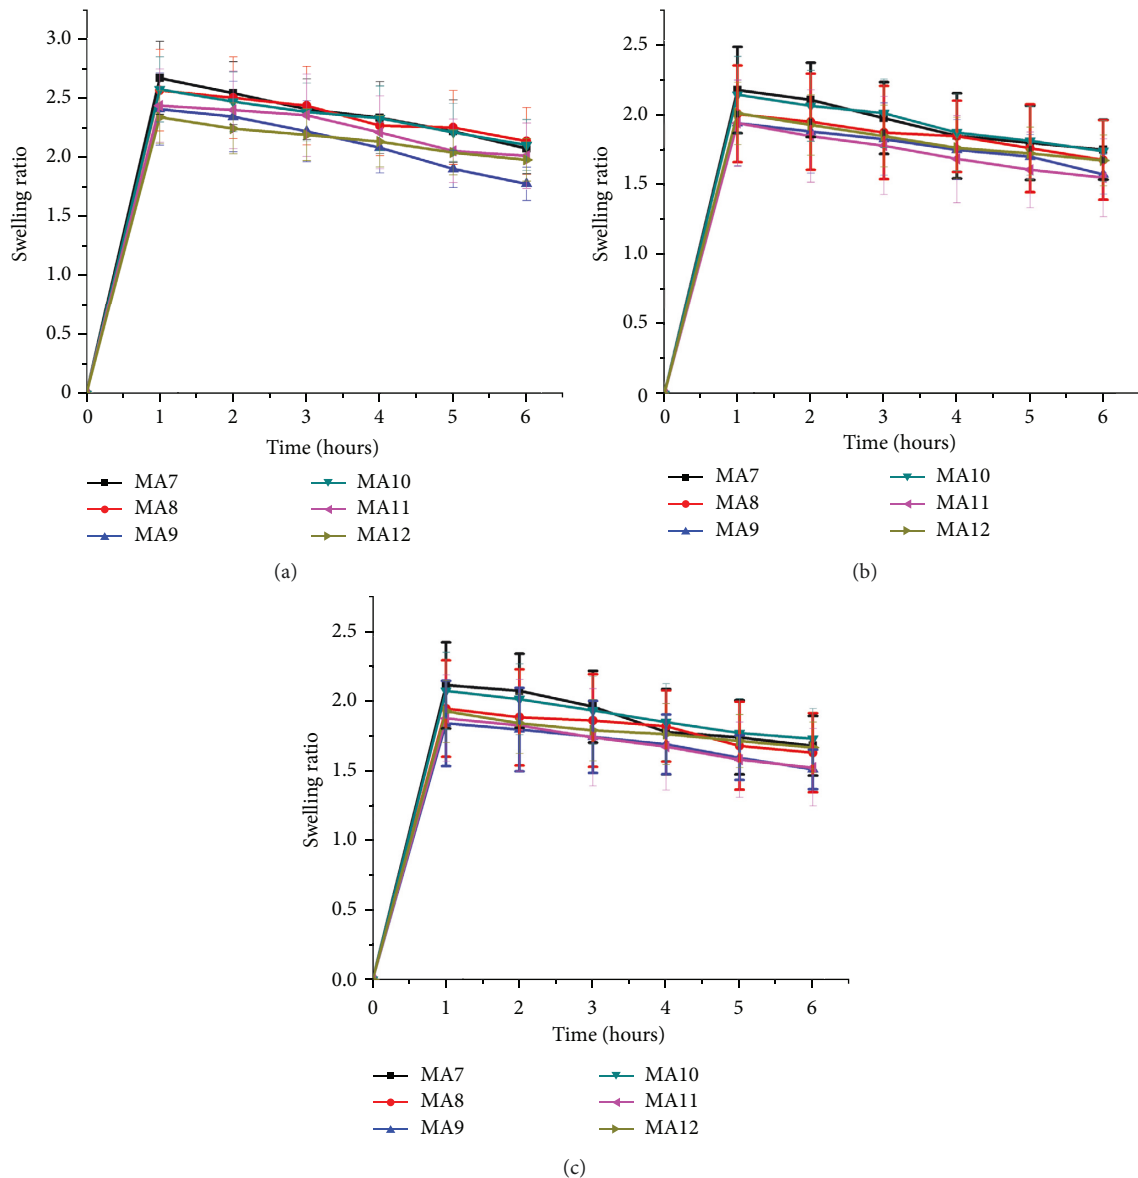 3.0
2.5
2.0
1.5
1.0
0.5
0
Swelling ratio
0 1 2 3 4 5 6
Time (hours)
MA7 MA10
MA8 MA11
MA9 MA12
(a)
2.5
2.0
1.5
1.0
0.5
0
Swelling ratio
0 1 2 3 4 5 6
Time (hours)
MA7 MA10
MA8 MA11
MA9 MA12
(b)
2.5
2.0
1.5
1.0
0.5
0.0
Swelling ratio
0 1 2 3 4 5 6
Time (hours)
MA7 MA10
MA8 MA11
MA9 MA12
(c)